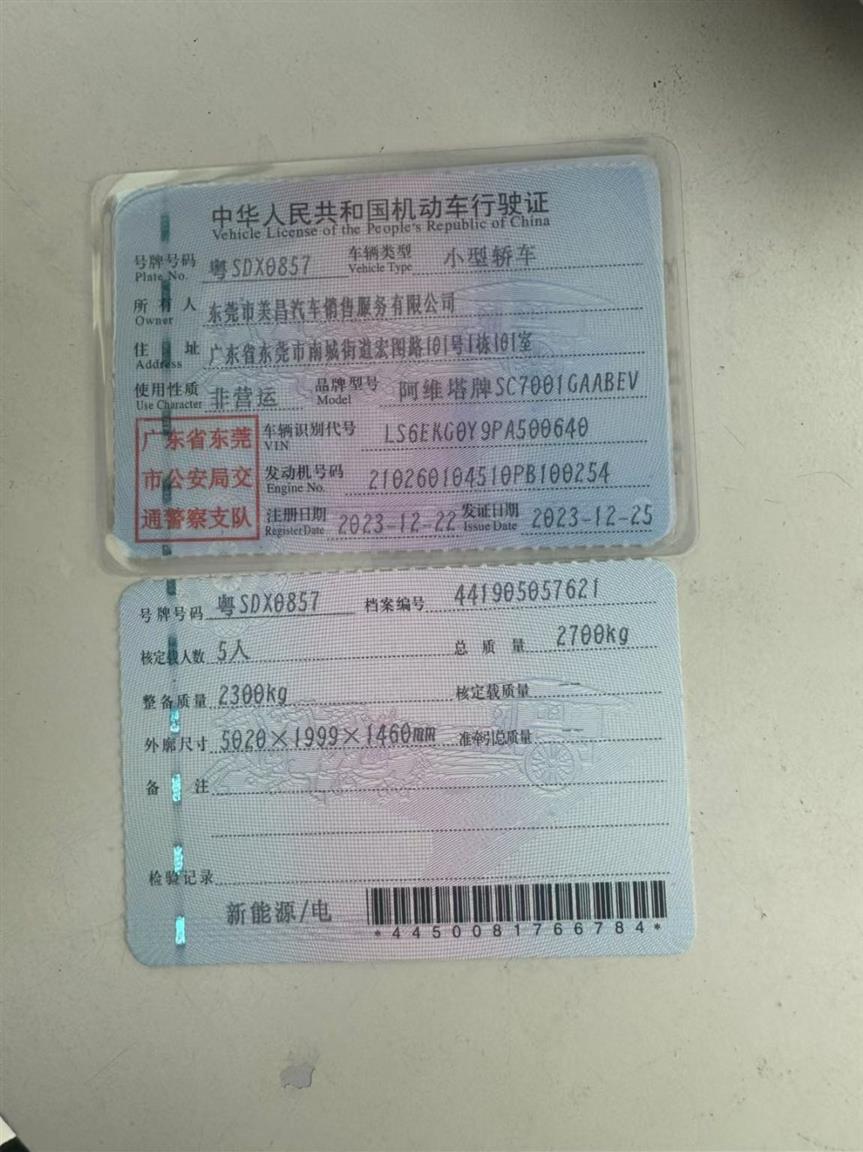 中华人民共和国机动车行驶证
Vehicle License of the People's Republic of China
号牌号码 粤SDX0857 车辆类型 小型轿车
Plate No. Vehicle Type
所有人 东莞市美昌汽车销售服务有限公司
Owner
住址 广东省东莞市南城街道宏图路101号1栋101室
Address
使用性质 非营运 品牌型号 阿维塔牌SC7001GAABEV
Use Character Model
广东省东莞
市公安局交
通警察支队
车辆识别代号 LS6EKG0Y9PA500640
VIN
发动机号码 210260104510PB100254
Engine No.
注册日期 2023-12-22 发证日期 2023-12-25
Register Date Issue Date
号牌号码 粤SDX0857 档案编号 441905057621
核定载人数 5人 总质量 2700kg
整备质量 2300kg 核定载质量 --
外廓尺寸 5020×1999×1460mm 准牵引总质量 --
备注
检验记录
新能源/电
*4450081766784*